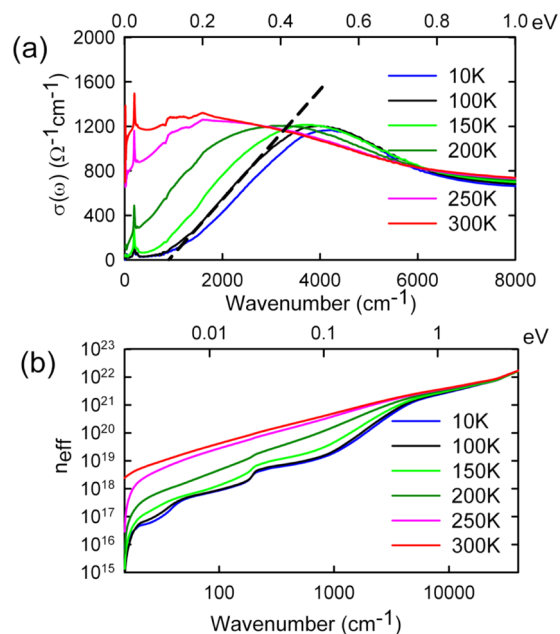 (a)
0.0 0.2 0.4 0.6 0.8 1.0 eV
σ(ω) (Ω⁻¹cm⁻¹)
2000
1600
1200
800
400
0
10K
100K
150K
200K
250K
300K
0 2000 4000 6000 8000
Wavenumber (cm⁻¹)
(b)
0.01 0.1 1 eV
n_eff
10²³
10²²
10²¹
10²⁰
10¹⁹
10¹⁸
10¹⁷
10¹⁶
10¹⁵
10K
100K
150K
200K
250K
300K
100 1000 10000
Wavenumber (cm⁻¹)